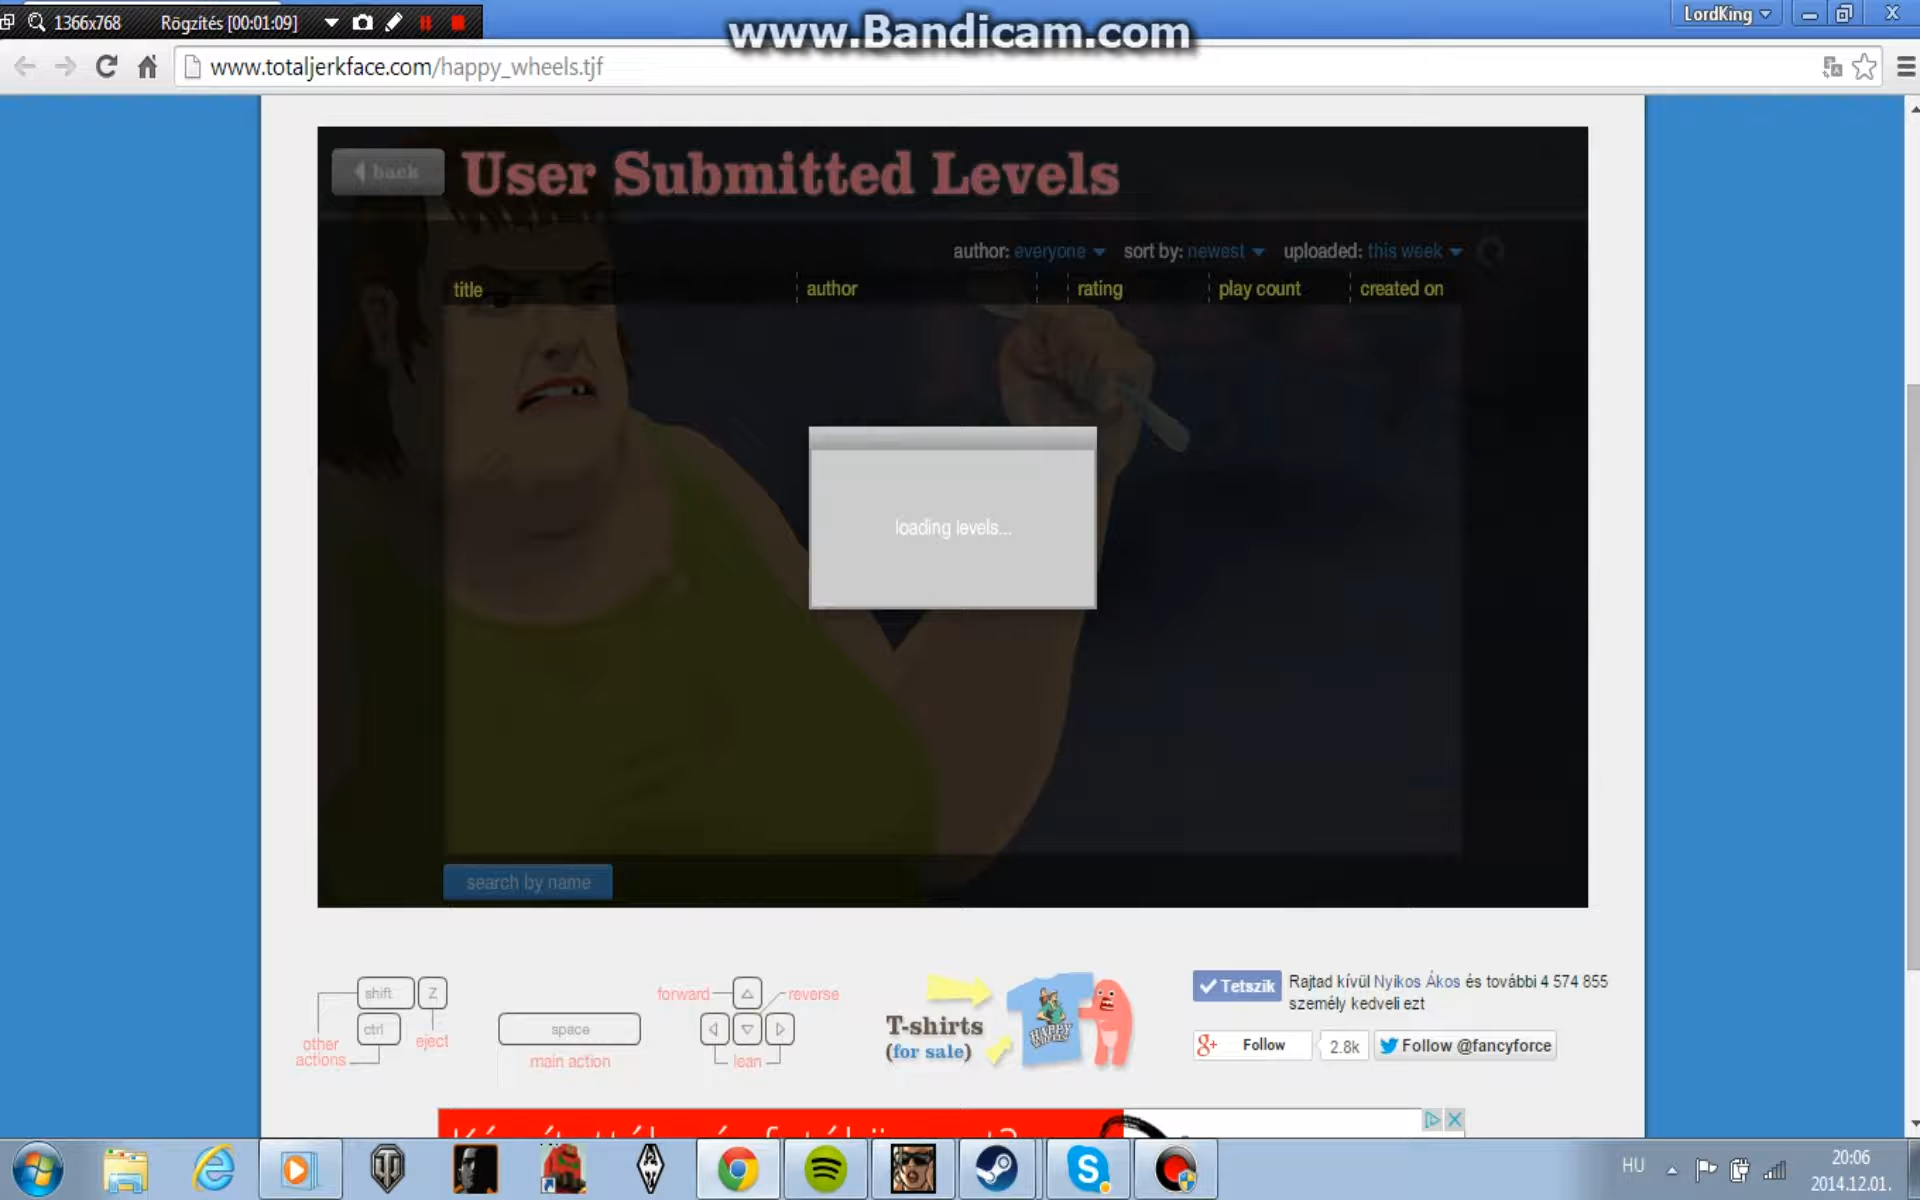 1366x768 Rögzítés [00:01:09]
www.Bandicam.com
LordKing
www.totaljerkface.com/happy_wheels.tjf
back
User Submitted Levels
author: everyone sort by: newest uploaded: this week
title author rating play count created on
loading levels...
search by name
shift Z
ctrl
other actions
eject
space
main action
forward reverse
lean
T-shirts
(for sale)
HAPPY WHEELS
Tetszik
Rajtad kívül Nyikos Ákos és további 4 574 855
személy kedveli ezt
g+ Follow 2.8k Follow @fancyforce
HU
20:06
2014.12.01.